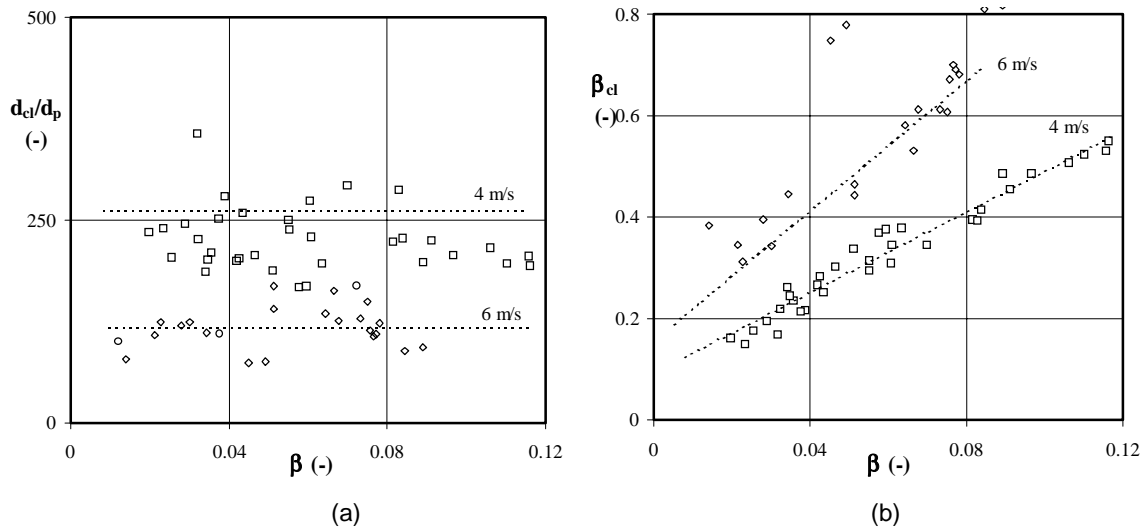 500
d_cl/d_p
(-)
4 m/s
250
6 m/s
0
0
0.04
0.08
0.12
β (-)
(a)
0.8
6 m/s
β_cl
(-)
0.6
4 m/s
0.4
0.2
0
0
0.04
0.08
0.12
β (-)
(b)